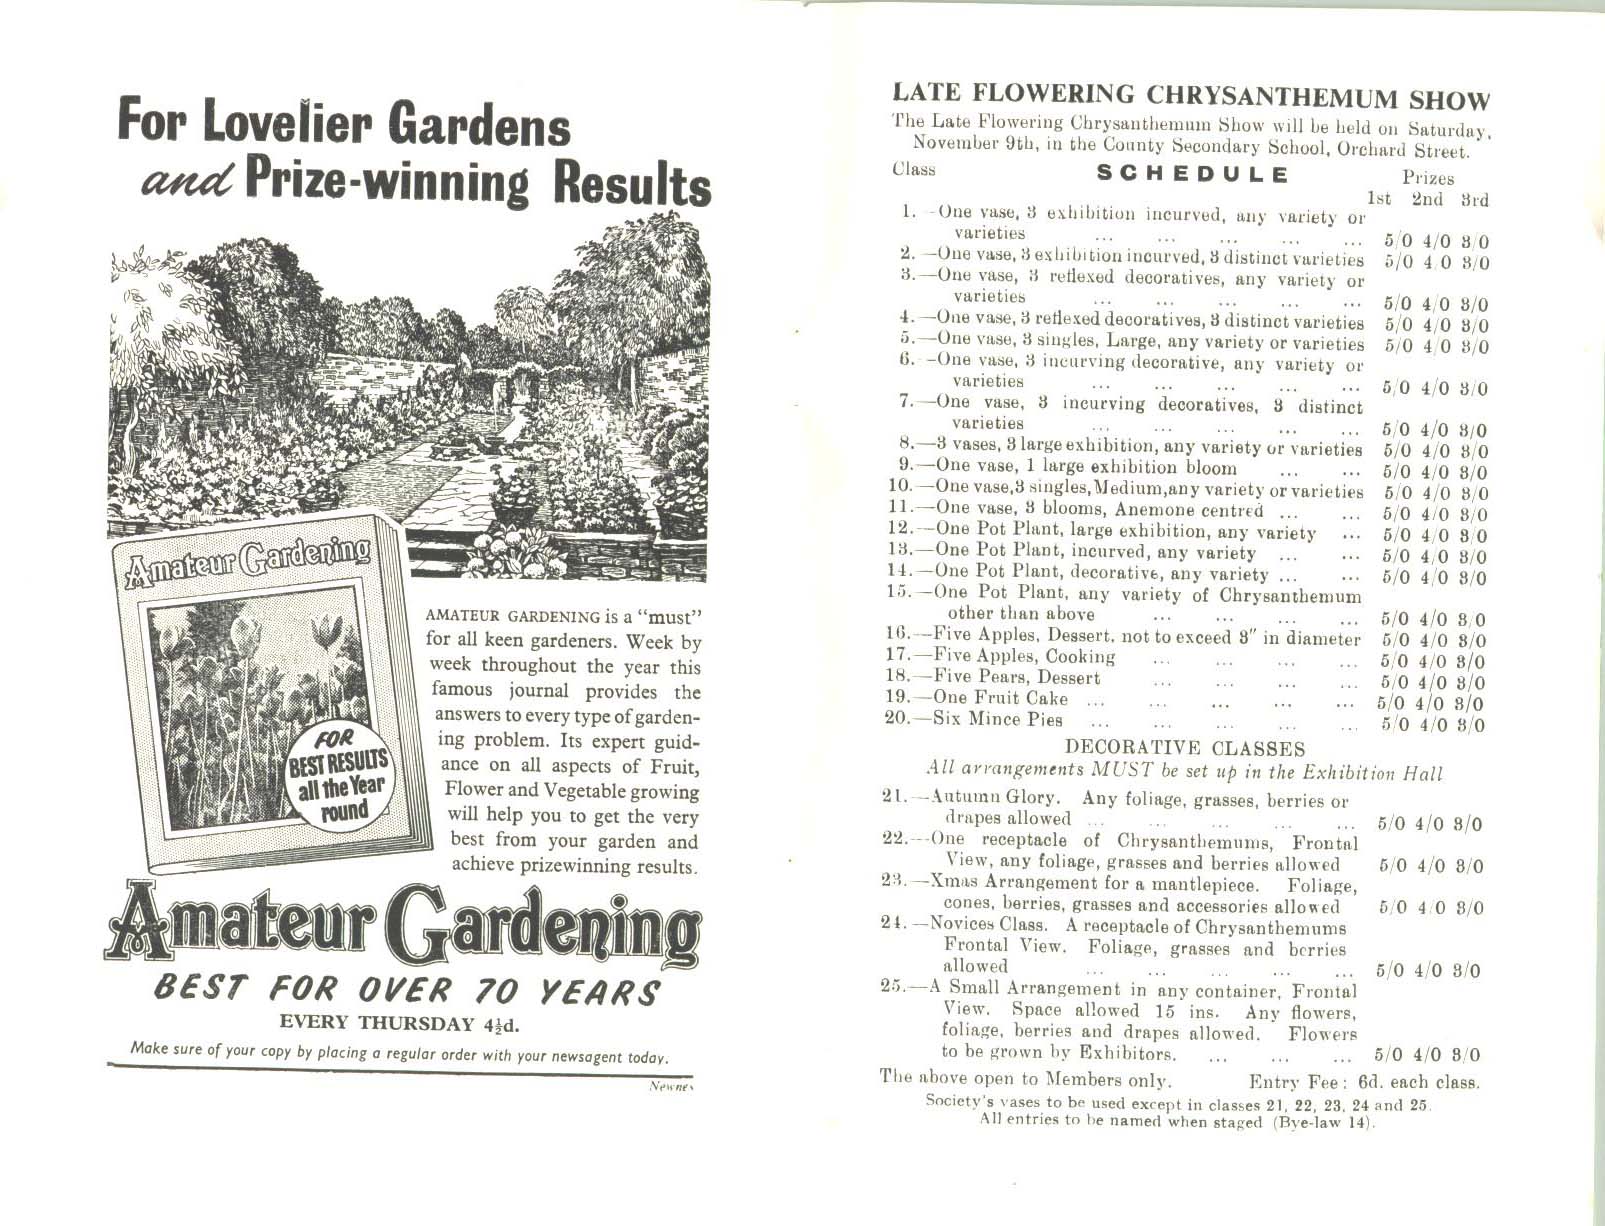 For Lovelier Gardens
and Prize-winning Results
Amateur Gardening
FOR
BEST RESULTS
all the Year
round
AMATEUR GARDENING is a "must"
for all keen gardeners. Week by
week throughout the year this
famous journal provides the
answers to every type of garden-
ing problem. Its expert guid-
ance on all aspects of Fruit,
Flower and Vegetable growing
will help you to get the very
best from your garden and
achieve prizewinning results.
Amateur Gardening
BEST FOR OVER 70 YEARS
EVERY THURSDAY 4½d.
Make sure of your copy by placing a regular order with your newsagent today.
Newnes
LATE FLOWERING CHRYSANTHEMUM SHOW
The Late Flowering Chrysanthemum Show will be held on Saturday,
November 9th, in the County Secondary School, Orchard Street.
Class SCHEDULE Prizes
1st 2nd 3rd
1.—One vase, 3 exhibition incurved, any variety or
varieties ... ... ... ... ... 5/0 4/0 3/0
2.—One vase, 3 exhibition incurved, 3 distinct varieties 5/0 4/0 3/0
3.—One vase, 3 reflexed decoratives, any variety or
varieties ... ... ... ... ... 5/0 4/0 3/0
4.—One vase, 3 reflexed decoratives, 3 distinct varieties 5/0 4/0 3/0
5.—One vase, 3 singles, Large, any variety or varieties 5/0 4/0 3/0
6.—One vase, 3 incurving decorative, any variety or
varieties ... ... ... ... ... 5/0 4/0 3/0
7.—One vase, 3 incurving decoratives, 3 distinct
varieties ... ... ... ... ... 5/0 4/0 3/0
8.—3 vases, 3 large exhibition, any variety or varieties 5/0 4/0 3/0
9.—One vase, 1 large exhibition bloom ... ... 5/0 4/0 3/0
10.—One vase, 3 singles, Medium, any variety or varieties 5/0 4/0 3/0
11.—One vase, 3 blooms, Anemone centred ... ... 5/0 4/0 3/0
12.—One Pot Plant, large exhibition, any variety ... 5/0 4/0 3/0
13.—One Pot Plant, incurved, any variety ... ... 5/0 4/0 3/0
14.—One Pot Plant, decorative, any variety ... ... 5/0 4/0 3/0
15.—One Pot Plant, any variety of Chrysanthemum
other than above ... ... ... ... 5/0 4/0 3/0
16.—Five Apples, Dessert, not to exceed 3" in diameter 5/0 4/0 3/0
17.—Five Apples, Cooking ... ... ... ... 5/0 4/0 3/0
18.—Five Pears, Dessert ... ... ... ... 5/0 4/0 3/0
19.—One Fruit Cake ... ... ... ... ... 5/0 4/0 3/0
20.—Six Mince Pies ... ... ... ... ... 5/0 4/0 3/0
DECORATIVE CLASSES
All arrangements MUST be set up in the Exhibition Hall
21.—Autumn Glory. Any foliage, grasses, berries or
drapes allowed ... ... ... ... ... 5/0 4/0 3/0
22.—One receptacle of Chrysanthemums, Frontal
View, any foliage, grasses and berries allowed 5/0 4/0 3/0
23.—Xmas Arrangement for a mantlepiece. Foliage,
cones, berries, grasses and accessories allowed 5/0 4/0 3/0
24.—Novices Class. A receptacle of Chrysanthemums
Frontal View. Foliage, grasses and berries
allowed ... ... ... ... ... 5/0 4/0 3/0
25.—A Small Arrangement in any container, Frontal
View. Space allowed 15 ins. Any flowers,
foliage, berries and drapes allowed. Flowers
to be grown by Exhibitors. ... ... ... 5/0 4/0 3/0
The above open to Members only. Entry Fee: 6d. each class.
Society's vases to be used except in classes 21, 22, 23, 24 and 25.
All entries to be named when staged (Bye-law 14).